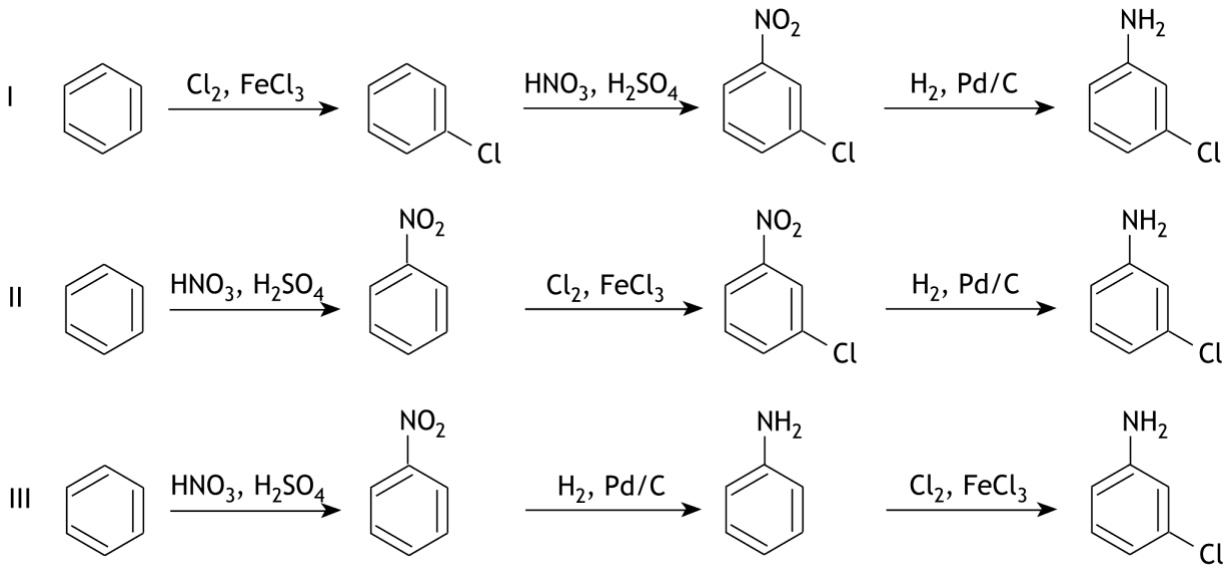 I
Cl₂, FeCl₃
Cl
HNO₃, H₂SO₄
NO₂
Cl
H₂, Pd/C
NH₂
Cl
II
HNO₃, H₂SO₄
NO₂
Cl₂, FeCl₃
NO₂
Cl
H₂, Pd/C
NH₂
Cl
III
HNO₃, H₂SO₄
NO₂
H₂, Pd/C
NH₂
Cl₂, FeCl₃
NH₂
Cl